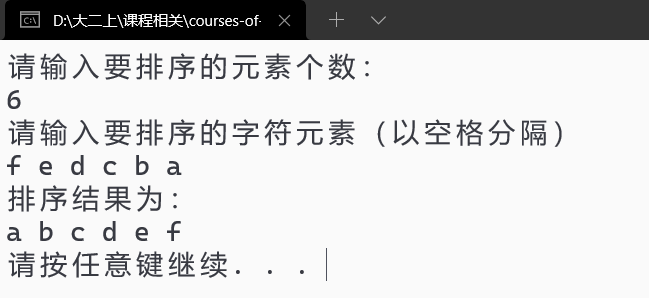 D:\大二上\课程相关\courses-of-
请输入要排序的元素个数：
6
请输入要排序的字符元素（以空格分隔）
f e d c b a
排序结果为：
a b c d e f
请按任意键继续. . .